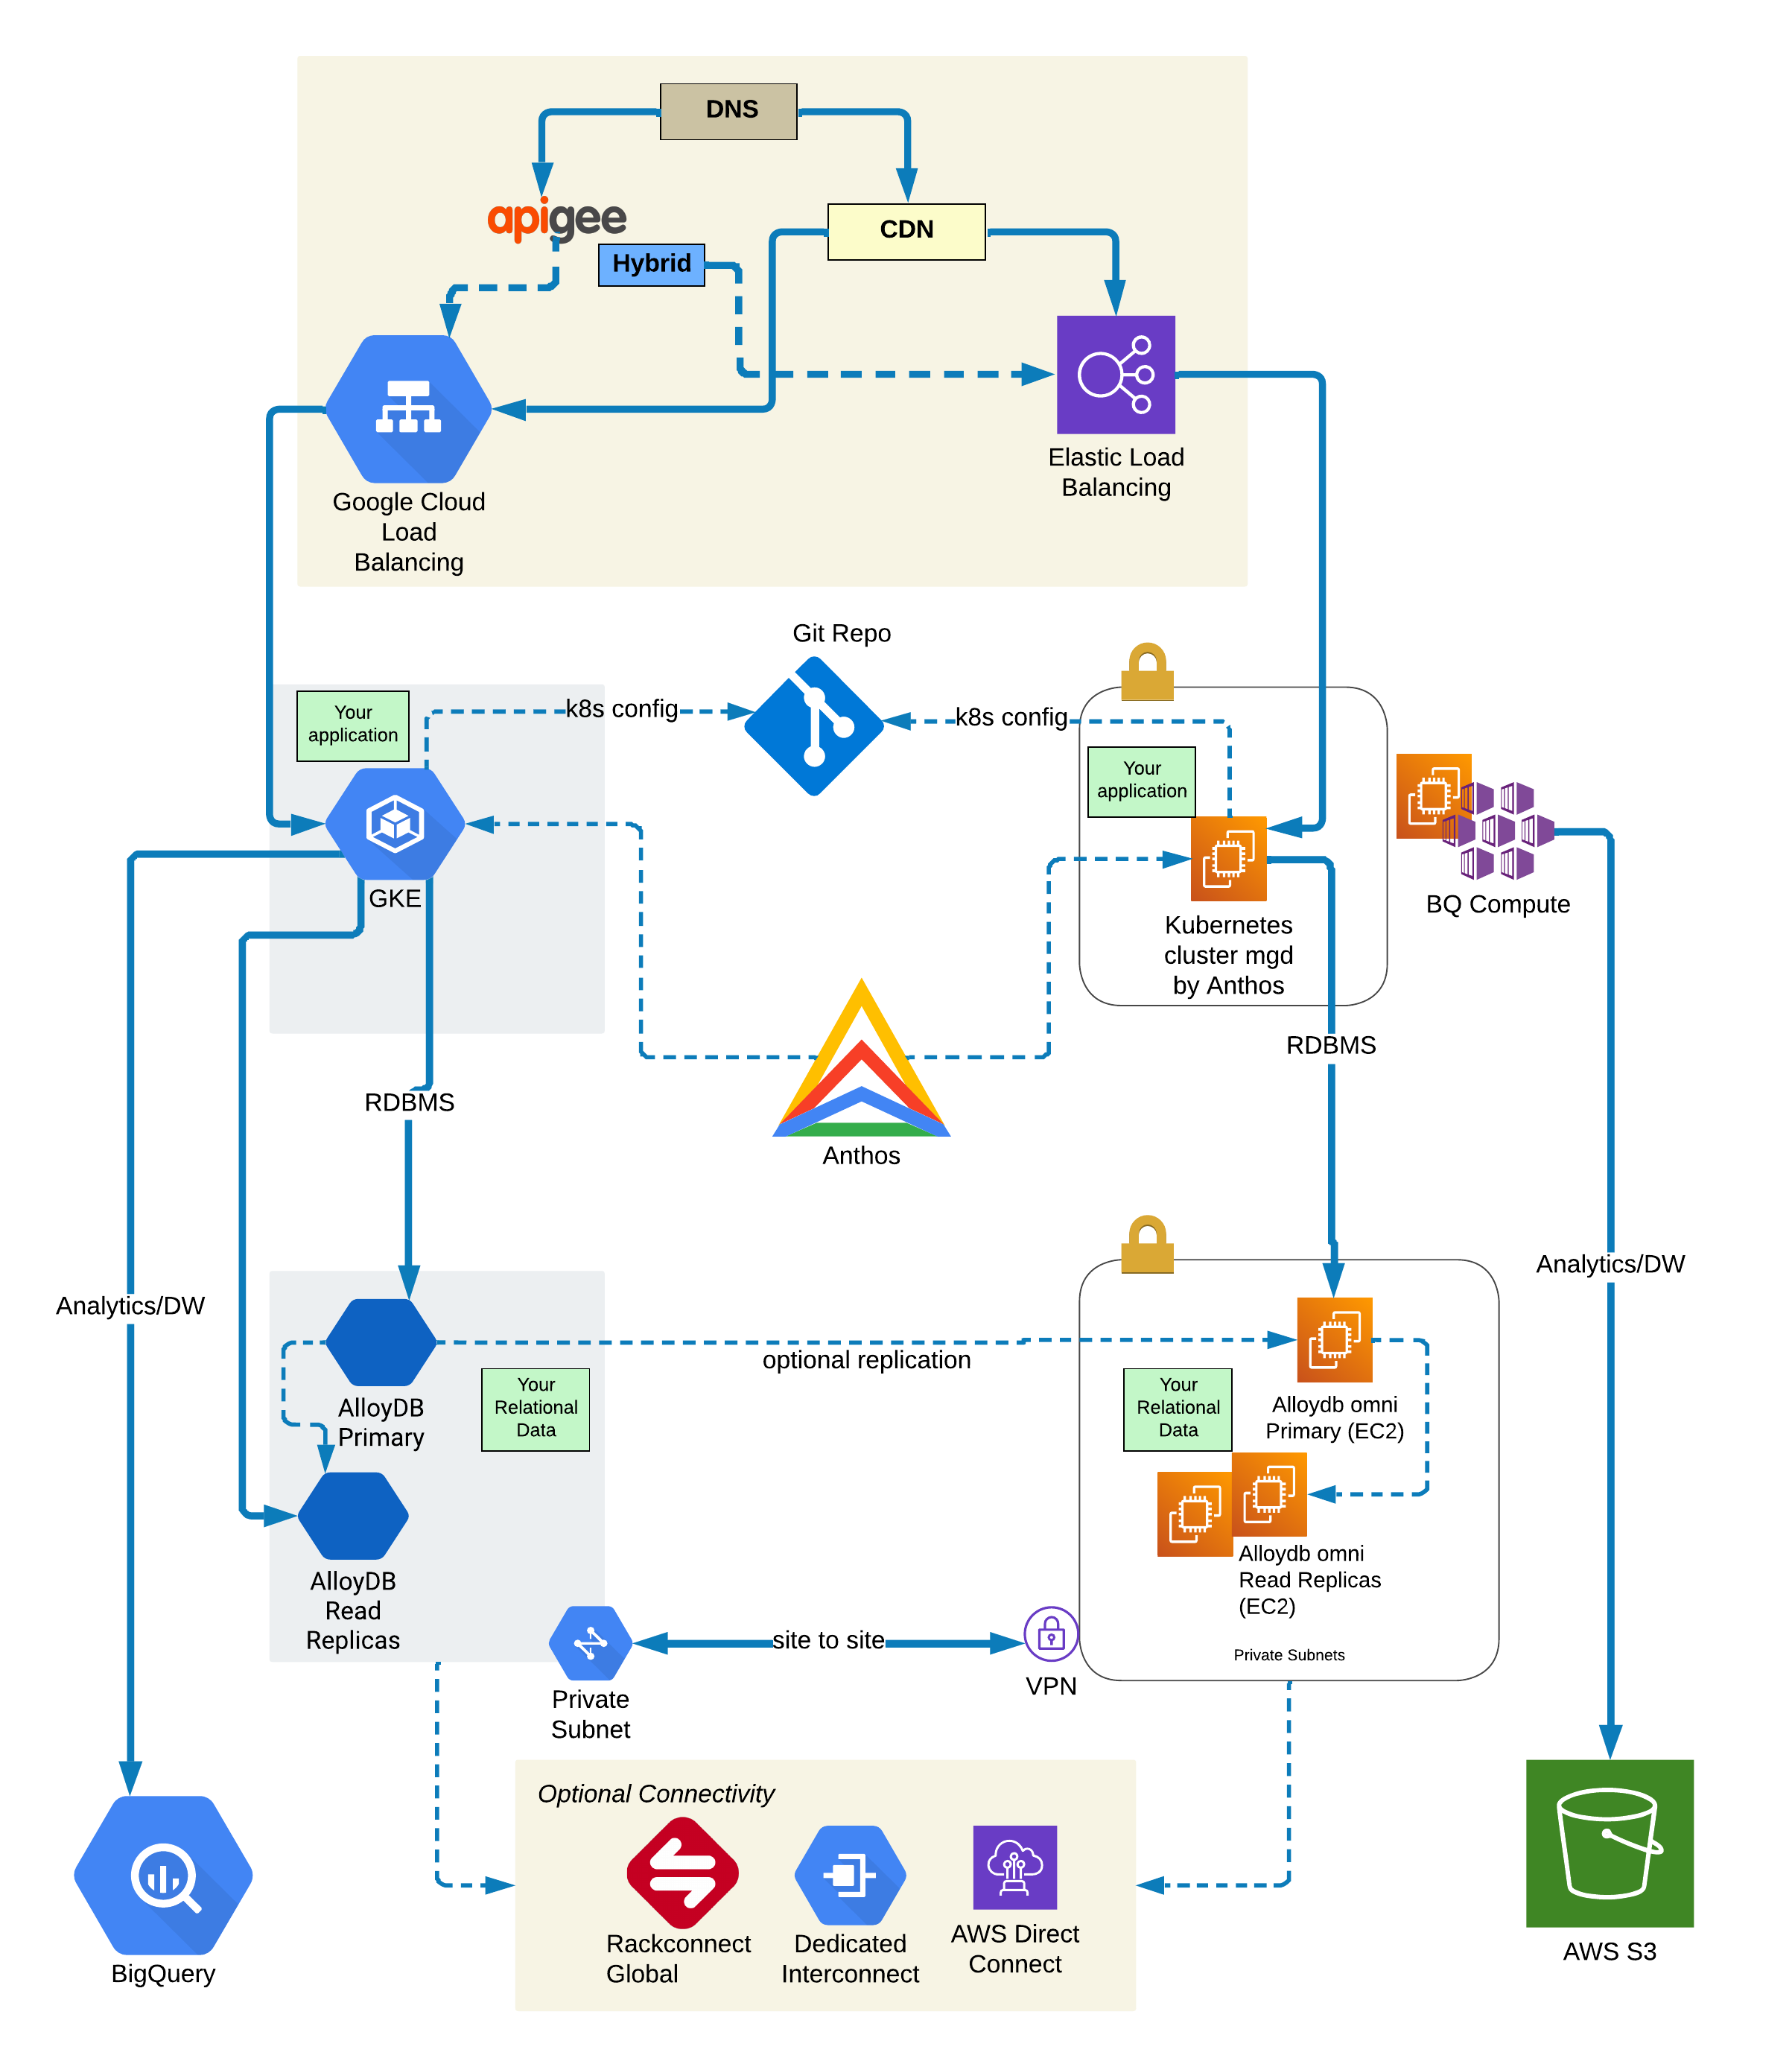 DNS
apigee
CDN
Hybrid
Elastic Load
Balancing
Google Cloud
Load
Balancing
Git Repo
Your
application
k8s config
k8s config
Your
application
GKE
BQ Compute
Kubernetes
cluster mgd
by Anthos
RDBMS
RDBMS
Anthos
Analytics/DW
Analytics/DW
optional replication
AlloyDB
Primary
Your
Relational
Data
Your
Relational
Data
Alloydb omni
Primary (EC2)
AlloyDB
Read
Replicas
Alloydb omni
Read Replicas
(EC2)
site to site
Private Subnets
VPN
Private
Subnet
Optional Connectivity
Rackconnect
Global
Dedicated
Interconnect
AWS Direct
Connect
BigQuery
AWS S3